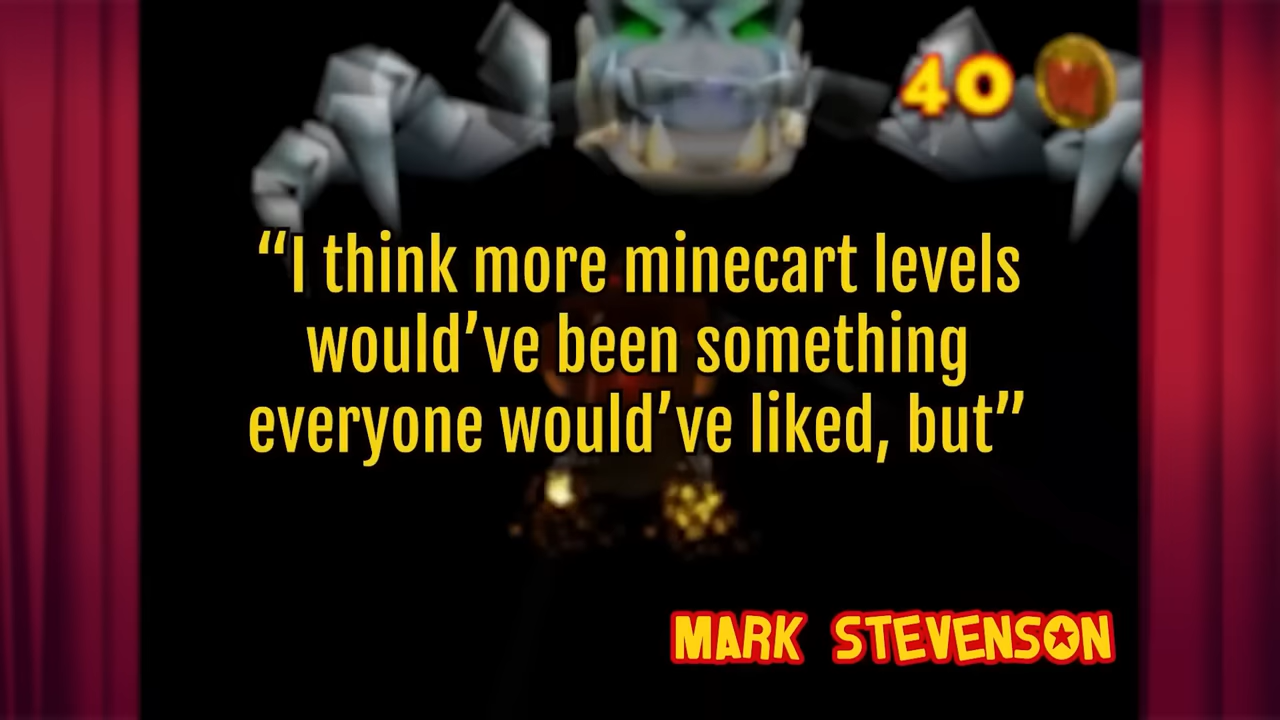 40
“I think more minecart levels
would’ve been something
everyone would’ve liked, but”
MARK STEVENSON